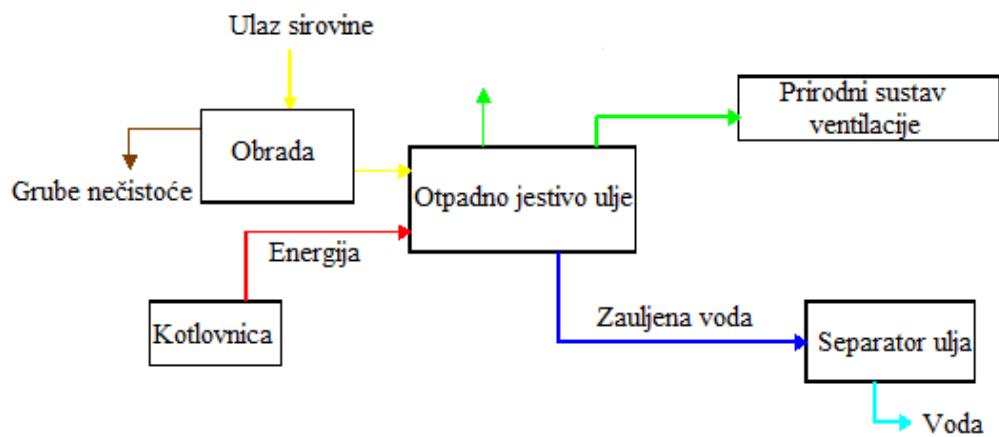 Ulaz sirovine
Prirodni sustav
ventilacije
Obrada
Grube nečistoće
Otpadno jestivo ulje
Energija
Kotlovnica
Zauljena voda
Separator ulja
Voda